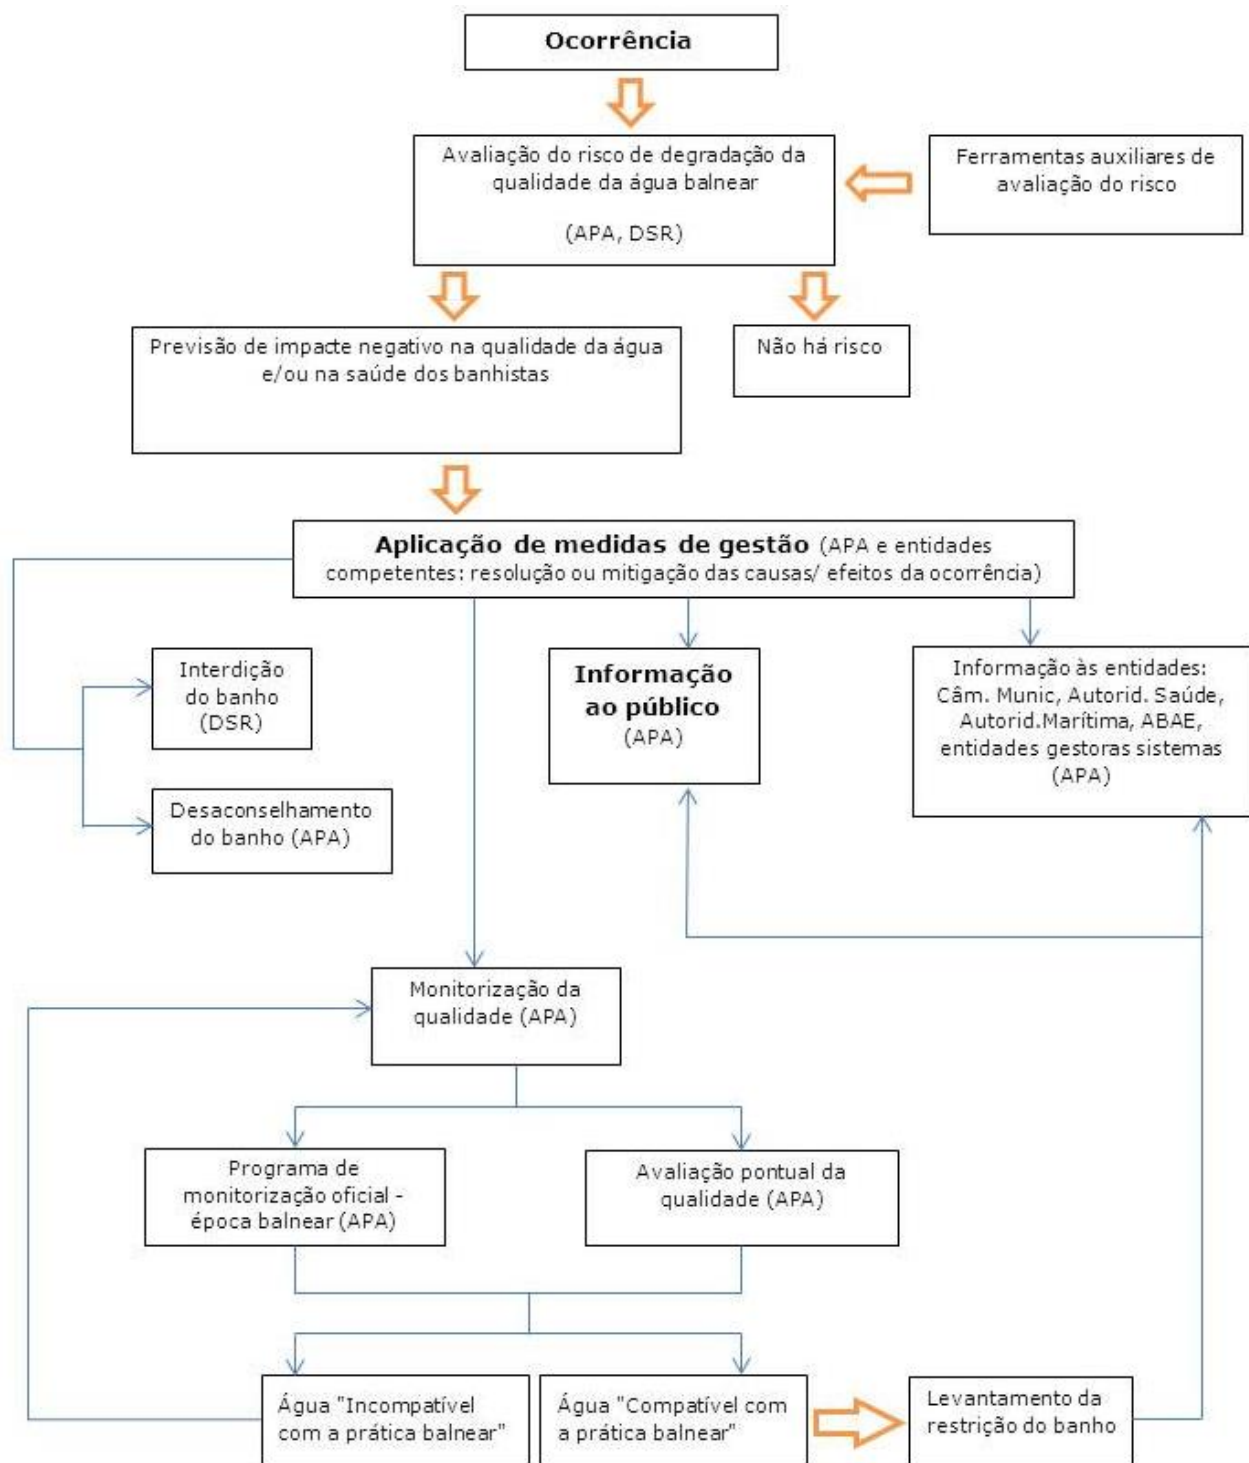 Ocorrência
Avaliação do risco de degradação da
qualidade da água balnear
(APA, DSR)
Ferramentas auxiliares de
avaliação do risco
Previsão de impacte negativo na qualidade da água
e/ou na saúde dos banhistas
Não há risco
Aplicação de medidas de gestão (APA e entidades
competentes: resolução ou mitigação das causas/ efeitos da ocorrência)
Interdição
do banho
(DSR)
Desaconselhamento
do banho (APA)
Informação
ao público
(APA)
Informação às entidades:
Câm. Munic, Autorid. Saúde,
Autorid.Marítima, ABAE,
entidades gestoras sistemas
(APA)
Monitorização da
qualidade (APA)
Programa de
monitorização oficial -
época balnear (APA)
Avaliação pontual da
qualidade (APA)
Água "Incompatível
com a prática balnear"
Água "Compatível com
a prática balnear"
Levantamento da
restrição do banho